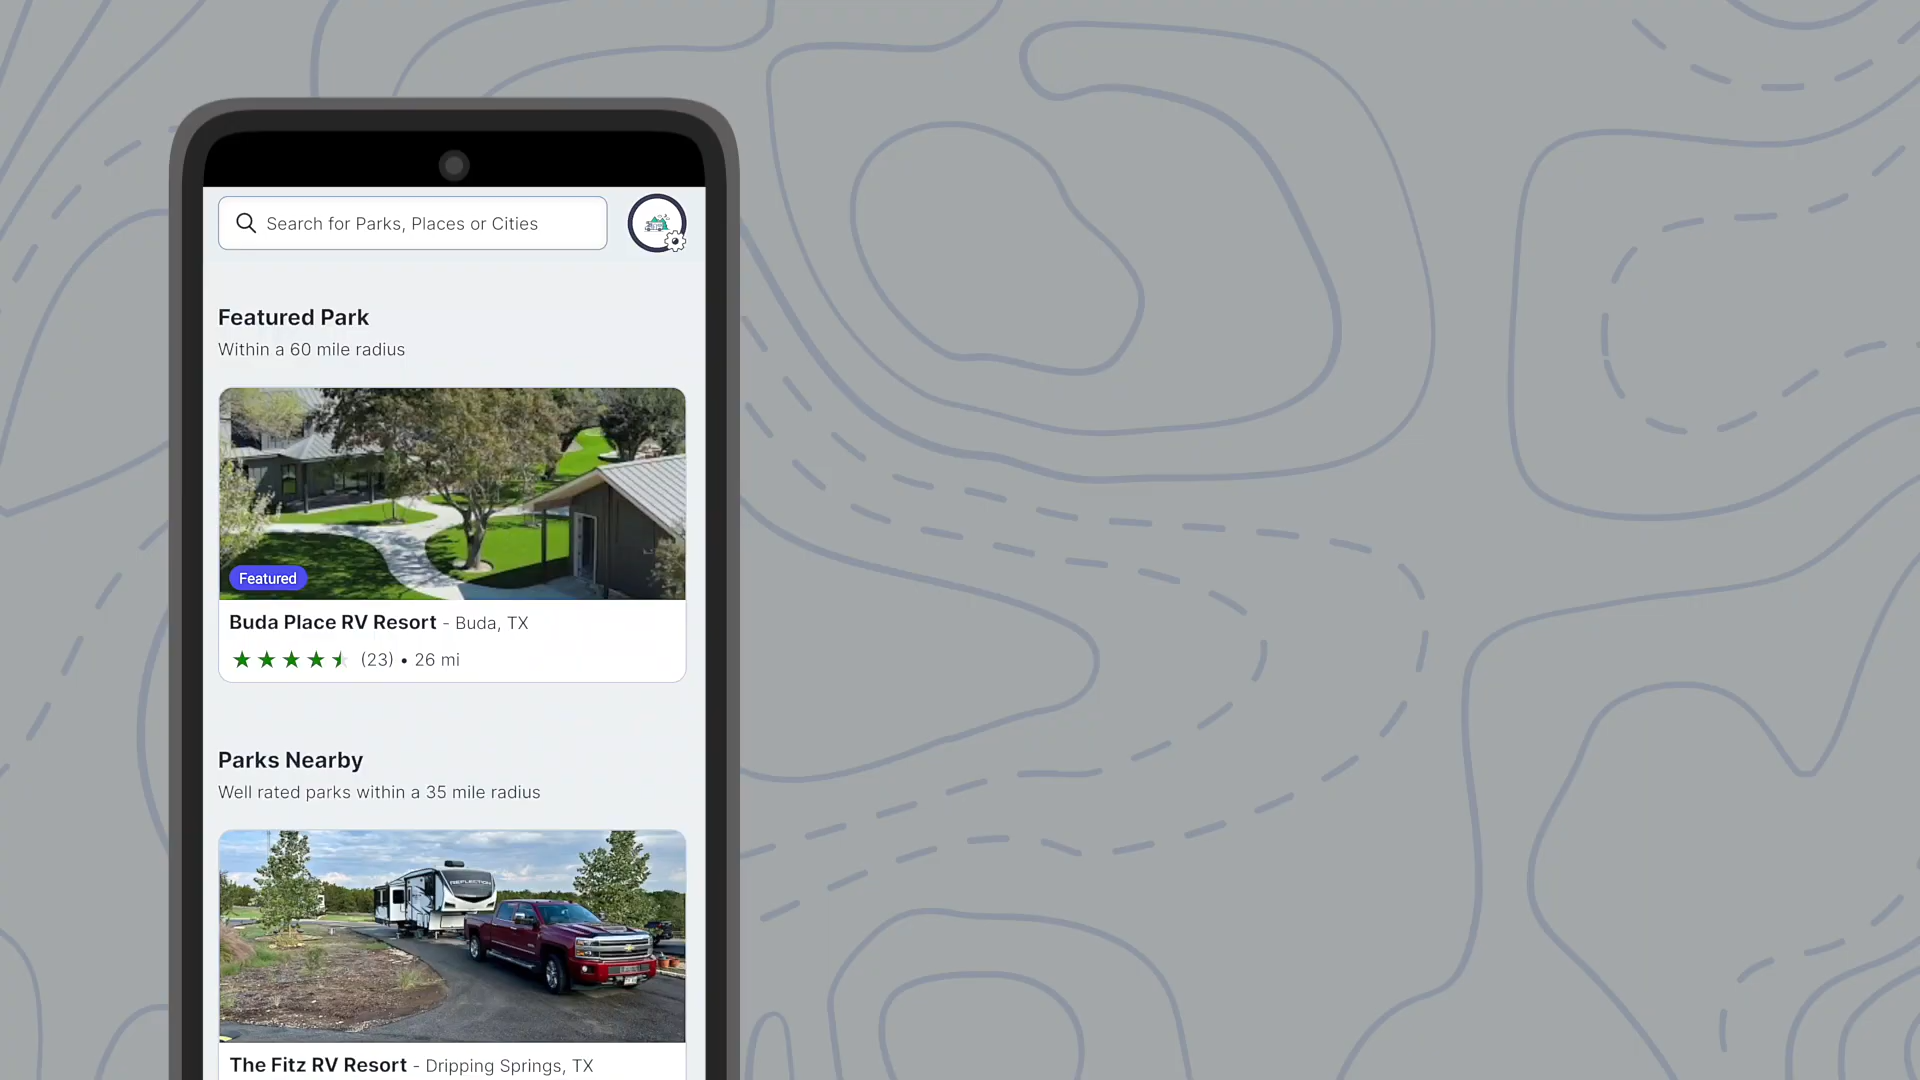 Search for Parks, Places or Cities
Featured Park
Within a 60 mile radius
Featured
Buda Place RV Resort - Buda, TX
(23) • 26 mi
Parks Nearby
Well rated parks within a 35 mile radius
REFLECTION
The Fitz RV Resort - Dripping Springs, TX